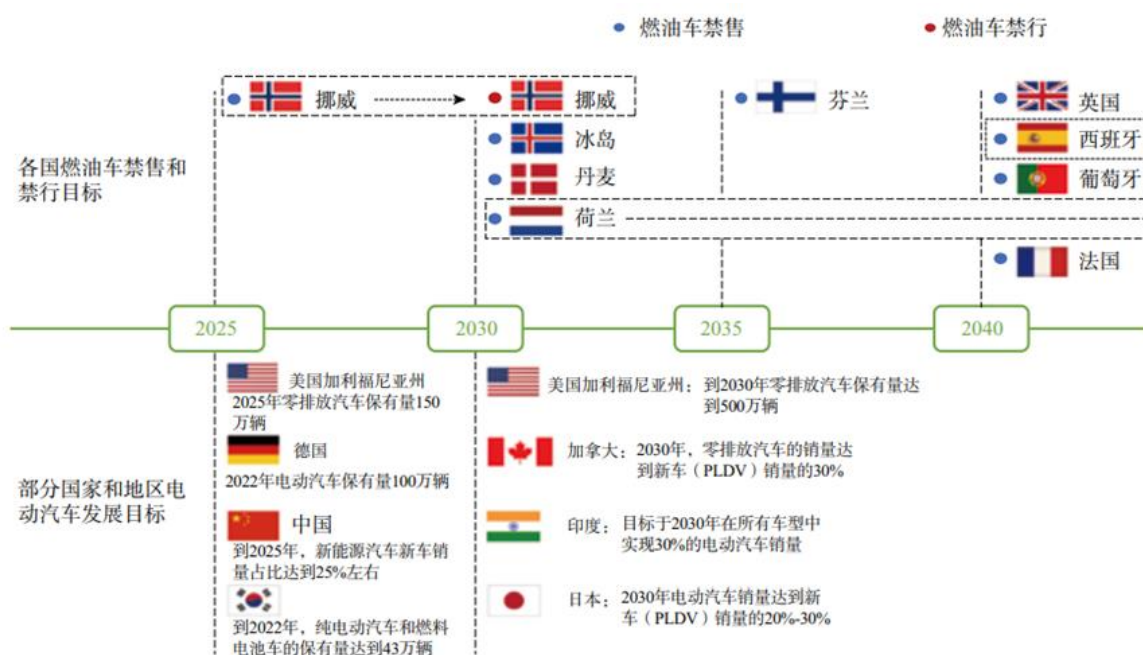 燃油车禁售
燃油车禁行
挪威
挪威
芬兰
英国
冰岛
西班牙
各国燃油车禁售和
禁行目标
丹麦
葡萄牙
荷兰
法国
2025
2030
2035
2040
美国加利福尼亚州
2025年零排放汽车保有量150
万辆
美国加利福尼亚州：到2030年零排放汽车保有量达
到500万辆
德国
2022年电动汽车保有量100万辆
加拿大：2030年，零排放汽车的销量达
到新车（PLDV）销量的30%
部分国家和地区电
动汽车发展目标
中国
到2025年，新能源汽车新车销
量占比达到25%左右
印度：目标于2030年在所有车型中
实现30%的电动汽车销量
到2022年，纯电动汽车和燃料
电池车的保有量达到43万辆
日本：2030年电动汽车销量达到新
车（PLDV）销量的20%-30%